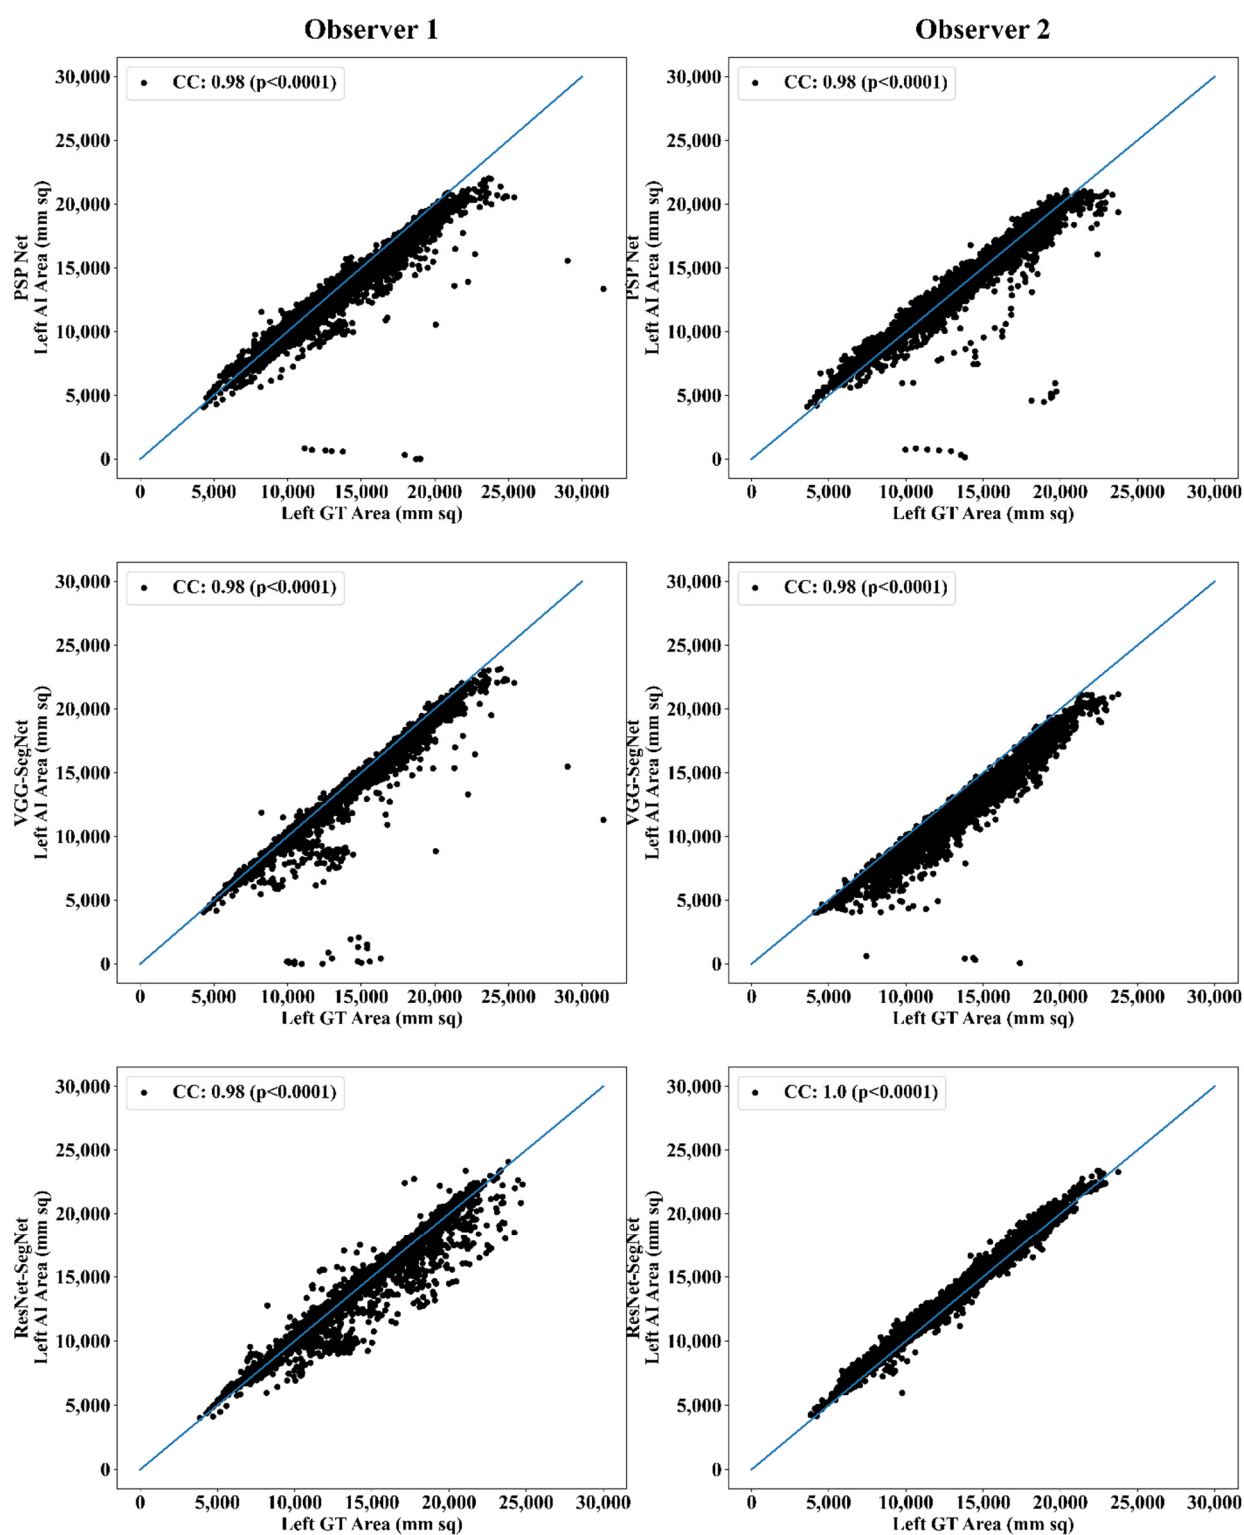 Observer 1
Observer 2
CC: 0.98 (p<0.0001)
30,000
25,000
20,000
15,000
10,000
5,000
0
PSP Net
Left AI Area (mm sq)
0 5,000 10,000 15,000 20,000 25,000 30,000
Left GT Area (mm sq)
CC: 0.98 (p<0.0001)
30,000
25,000
20,000
15,000
10,000
5,000
0
PSP Net
Left AI Area (mm sq)
0 5,000 10,000 15,000 20,000 25,000 30,000
Left GT Area (mm sq)
CC: 0.98 (p<0.0001)
30,000
25,000
20,000
15,000
10,000
5,000
0
VGG-SegNet
Left AI Area (mm sq)
0 5,000 10,000 15,000 20,000 25,000 30,000
Left GT Area (mm sq)
CC: 0.98 (p<0.0001)
30,000
25,000
20,000
15,000
10,000
5,000
0
VGG-SegNet
Left AI Area (mm sq)
0 5,000 10,000 15,000 20,000 25,000 30,000
Left GT Area (mm sq)
CC: 0.98 (p<0.0001)
30,000
25,000
20,000
15,000
10,000
5,000
0
ResNet-SegNet
Left AI Area (mm sq)
0 5,000 10,000 15,000 20,000 25,000 30,000
Left GT Area (mm sq)
CC: 1.0 (p<0.0001)
30,000
25,000
20,000
15,000
10,000
5,000
0
ResNet-SegNet
Left AI Area (mm sq)
0 5,000 10,000 15,000 20,000 25,000 30,000
Left GT Area (mm sq)